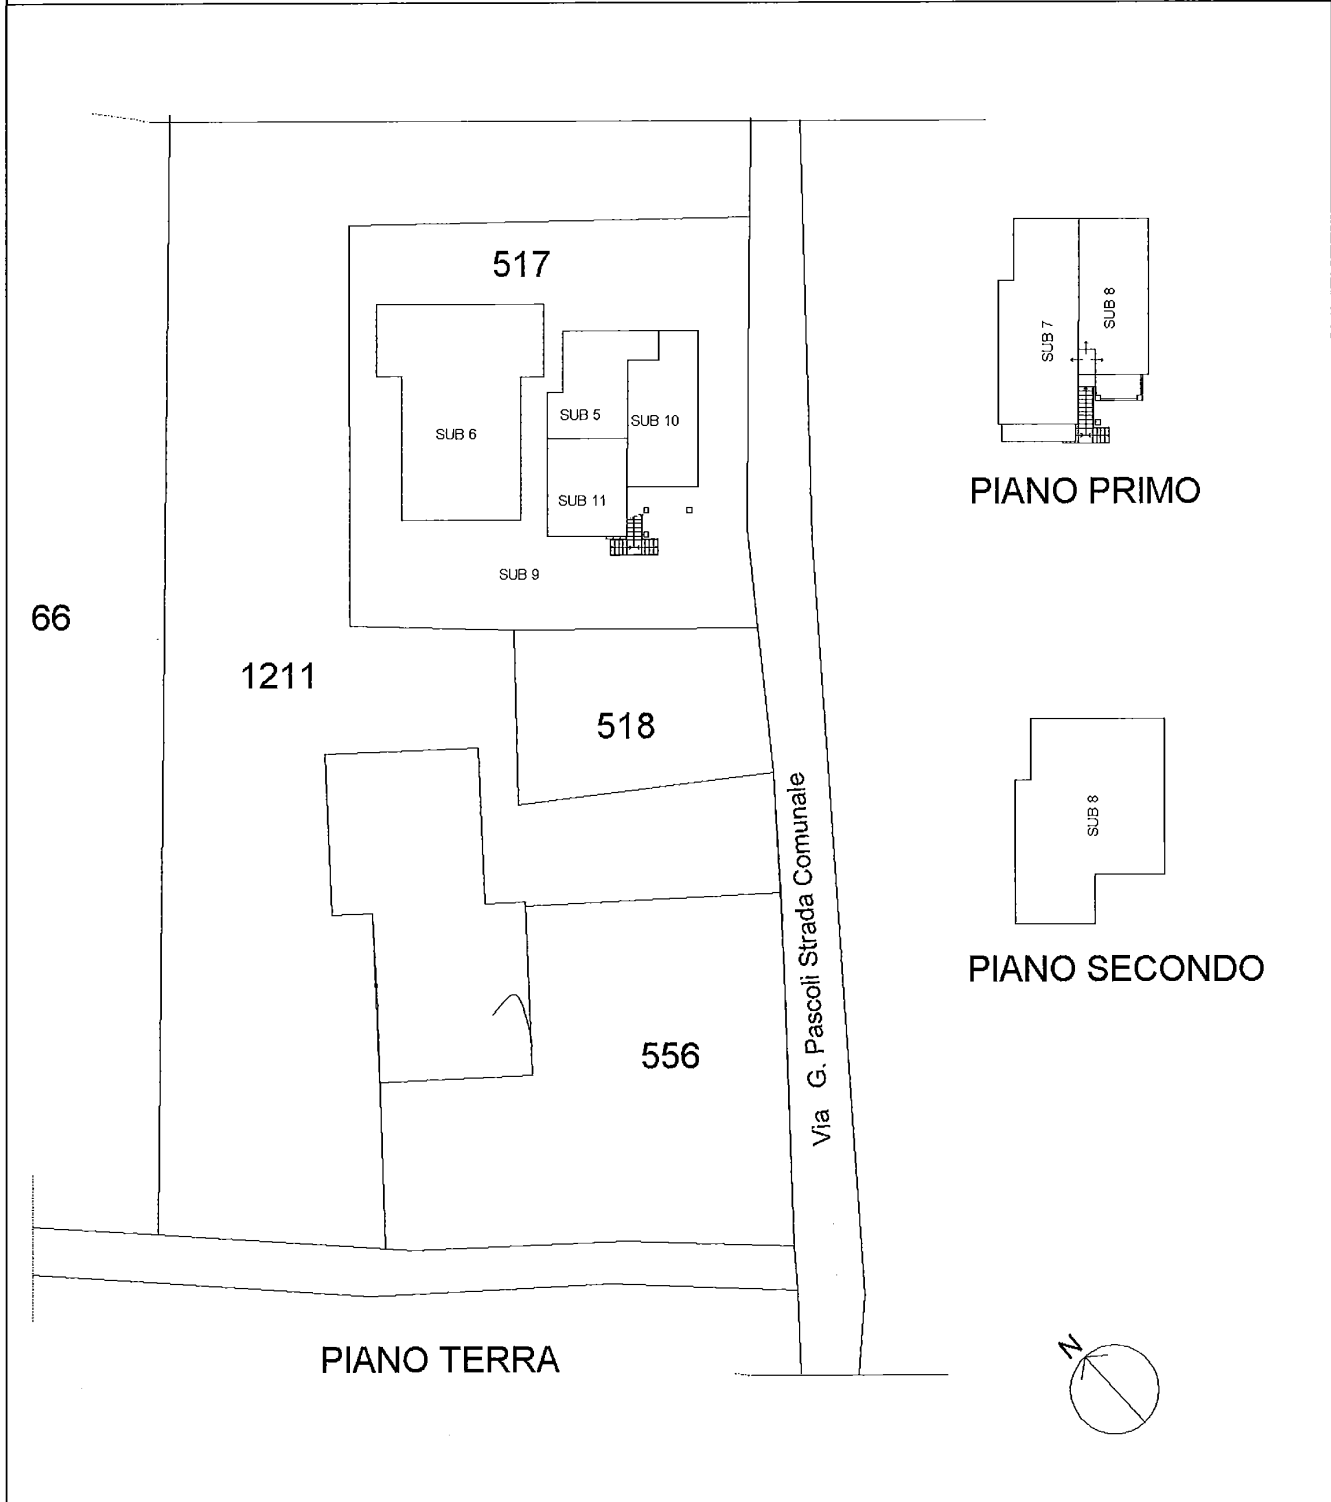 517
SUB 6
SUB 5
SUB 10
SUB 11
SUB 9
66
1211
518
556
Via G. Pascoli Strada Comunale
PIANO TERRA
SUB 7
SUB 8
PIANO PRIMO
SUB 8
PIANO SECONDO
N